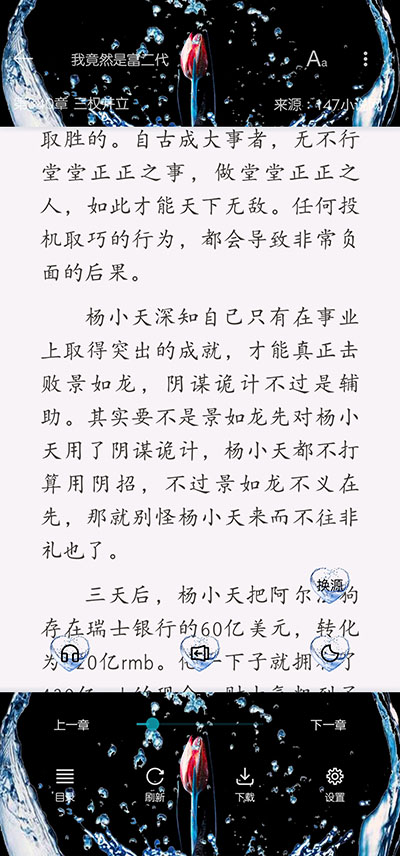 我竟然是富二代
Aa
章 三权并立
来源：147小说网
取胜的。自古成大事者，无不行
堂堂正正之事，做堂堂正正之
人，如此才能天下无敌。任何投
机取巧的行为，都会导致非常负
面的后果。
杨小天深知自己只有在事业
上取得突出的成就，才能真正击
败景如龙，阴谋诡计不过是辅
助。其实要不是景如龙先对杨小
天用了阴谋诡计，杨小天都不打
算用阴招，不过景如龙不义在
先，那就别怪杨小天来而不往非
礼也了。
换源
三天后，杨小天把阿尔 狗
存在瑞士银行的60亿美元，转化
为 20亿rmb。他一下子就拥 了
上一章
下一章
目录
刷新
下载
设置